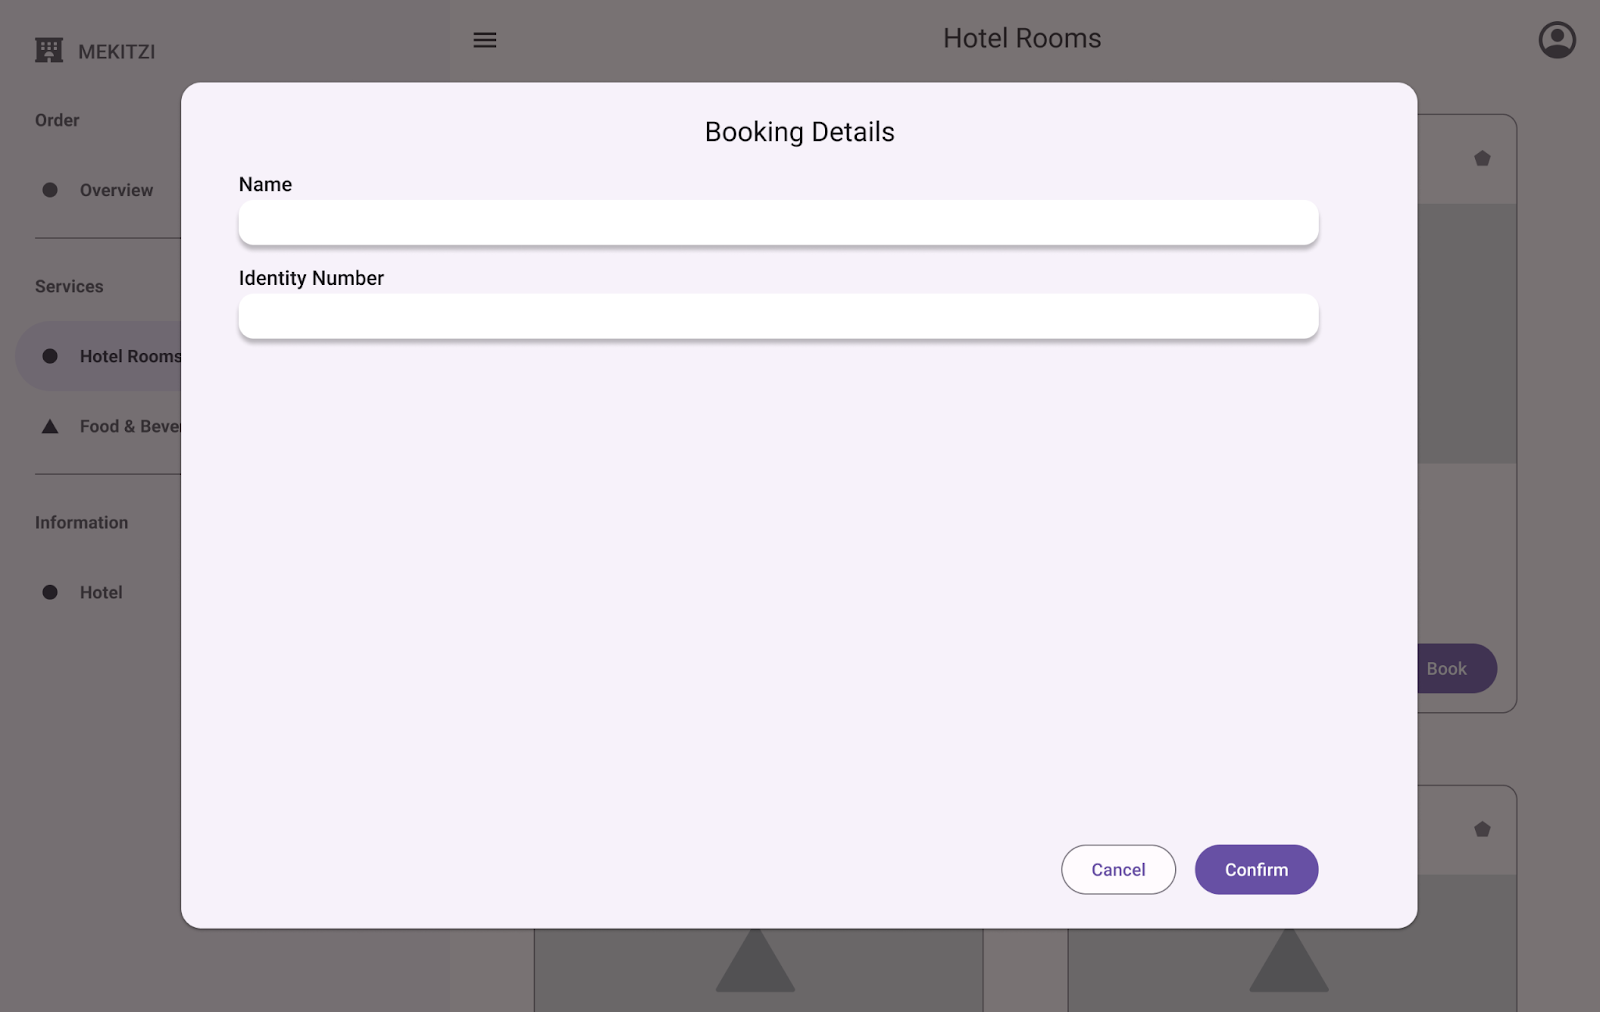 MEKITZI
Hotel Rooms
Order
Overview
Services
Hotel Rooms
Food & Bever
Information
Hotel
Booking Details
Name
Identity Number
Cancel
Confirm
Book